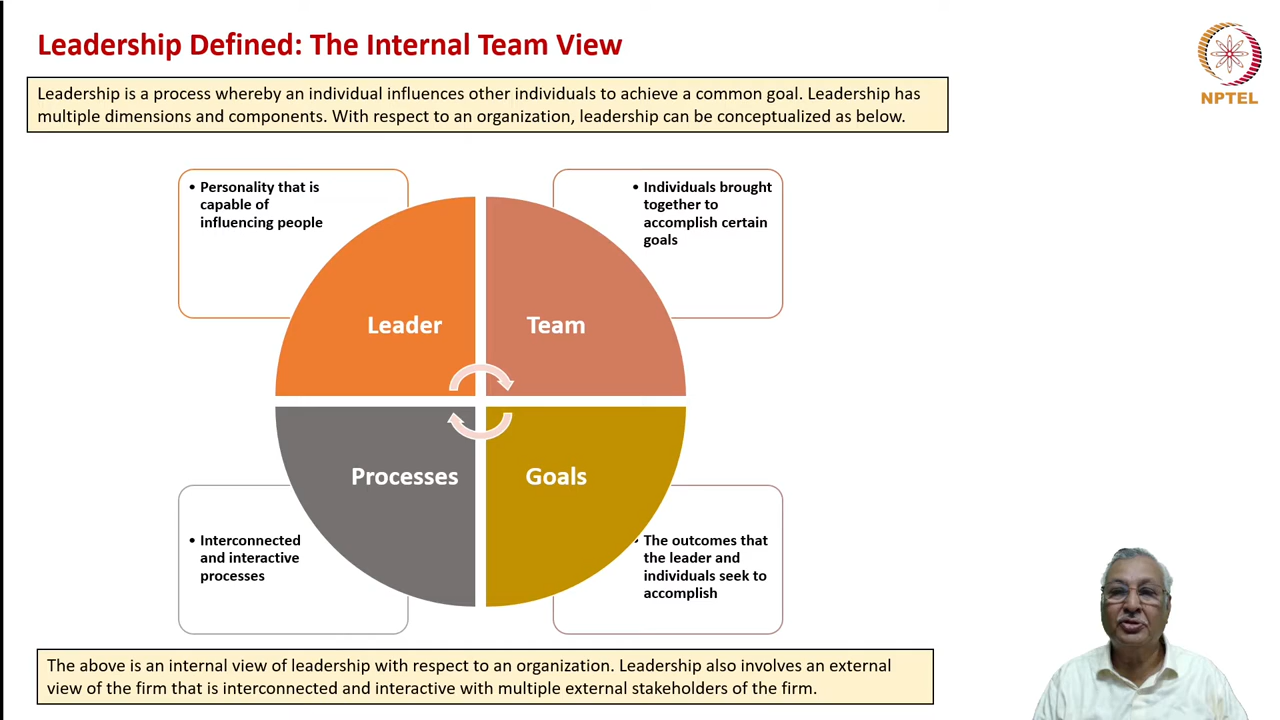 Leadership Defined: The Internal Team View
NPTEL
Leadership is a process whereby an individual influences other individuals to achieve a common goal. Leadership has
multiple dimensions and components. With respect to an organization, leadership can be conceptualized as below.
• Personality that is
capable of
influencing people
• Individuals brought
together to
accomplish certain
goals
Leader
Team
Processes
Goals
• Interconnected
and interactive
processes
• The outcomes that
the leader and
individuals seek to
accomplish
The above is an internal view of leadership with respect to an organization. Leadership also involves an external
view of the firm that is interconnected and interactive with multiple external stakeholders of the firm.